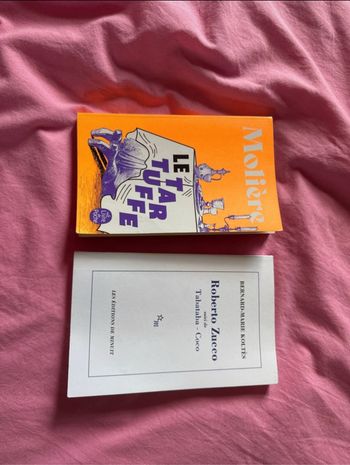 Molière
LE
TAR
TUFFE
BERNARD-MARIE KOLTÈS
Roberto Zucco
suivi de
Tabataba - Coco
m
LES ÉDITIONS DE MINUIT